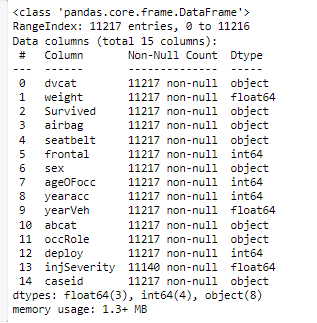 <class 'pandas.core.frame.DataFrame'>
RangeIndex: 11217 entries, 0 to 11216
Data columns (total 15 columns):
 #   Column       Non-Null Count  Dtype
---  ------       --------------  -----
 0   dvcat        11217 non-null  object
 1   weight       11217 non-null  float64
 2   Survived     11217 non-null  object
 3   airbag       11217 non-null  object
 4   seatbelt     11217 non-null  object
 5   frontal      11217 non-null  int64
 6   sex          11217 non-null  object
 7   ageOFocc     11217 non-null  int64
 8   yearacc      11217 non-null  int64
 9   yearVeh      11217 non-null  float64
 10  abcat        11217 non-null  object
 11  occRole      11217 non-null  object
 12  deploy       11217 non-null  int64
 13  injSeverity  11140 non-null  float64
 14  caseid       11217 non-null  object
dtypes: float64(3), int64(4), object(8)
memory usage: 1.3+ MB